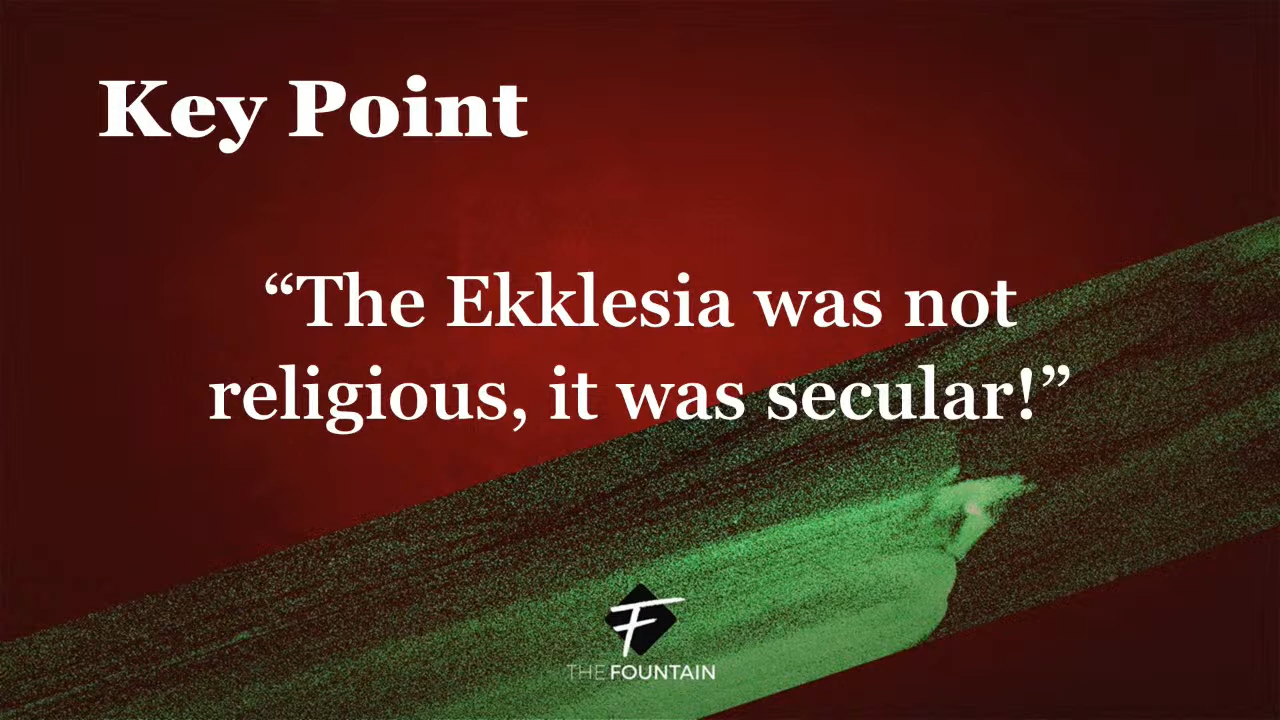 Key Point
“The Ekklesia was not
religious, it was secular!”
F
THE FOUNTAIN